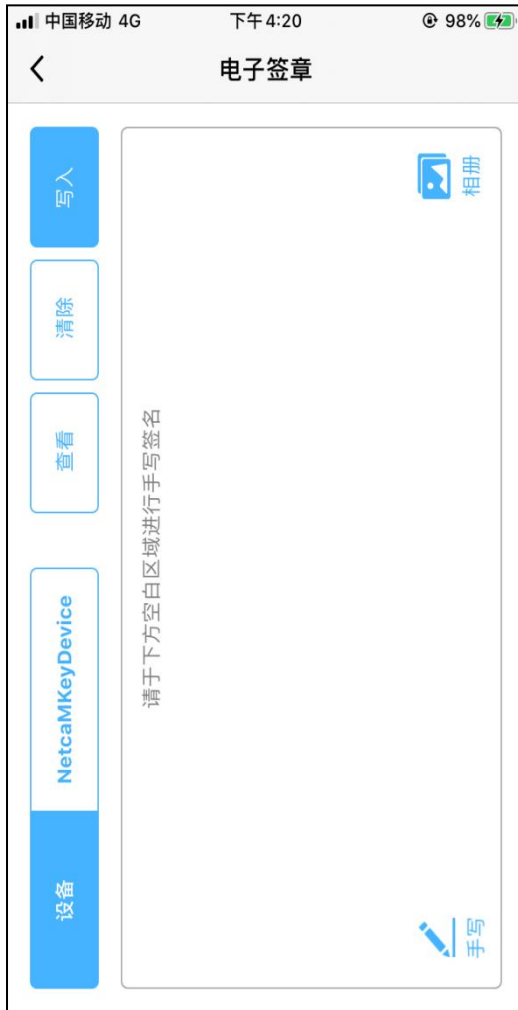 中国移动 4G 下午4:20 98%
电子签章
设备 NetcaMKeyDevice 查看 清除 写入
请于下方空白区域进行手写签名
手写 相册